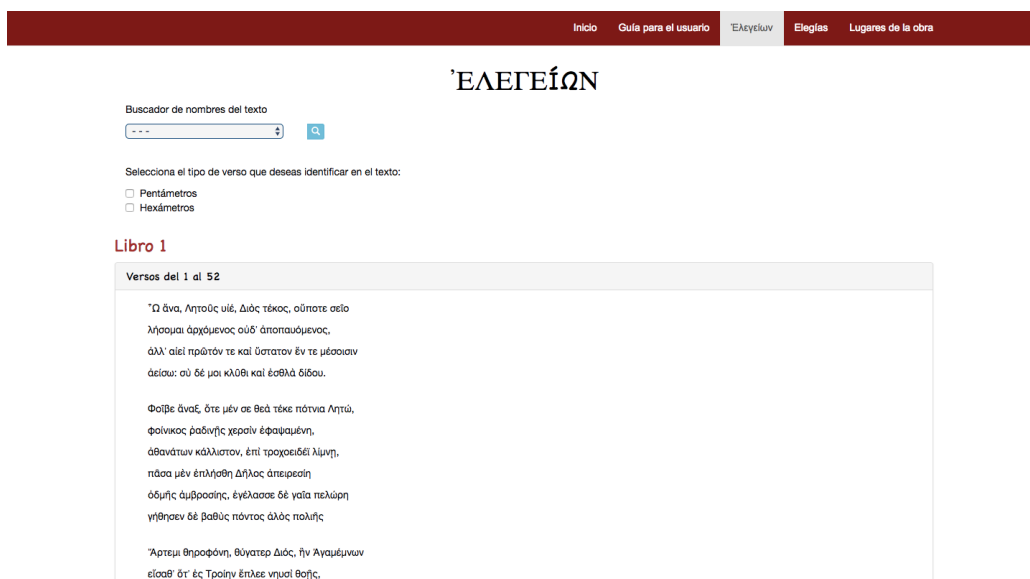 Inicio Guía para el usuario Ἐλεγείων Elegías Lugares de la obra
ἘΛΕΓΕΊΩΝ
Buscador de nombres del texto
---
Selecciona el tipo de verso que deseas identificar en el texto:
Pentámetros
Hexámetros
Libro 1
Versos del 1 al 52
Ὦ ἄνα, Λητοῦς υἱέ, Διὸς τέκος, οὔποτε σεῖο
λήσομαι ἀρχόμενος οὐδ' ἀποπαυόμενος,
ἀλλ' αἰεὶ πρῶτόν τε καὶ ὕστατον ἔν τε μέσοισιν
ἀείσω: σὺ δέ μοι κλῦθι καὶ ἐσθλὰ δίδου.
Φοῖβε ἄναξ, ὅτε μέν σε θεὰ τέκε πότνια Λητώ,
φοίνικος ῥαδινῇς χερσὶν ἐφαψαμένη,
ἀθανάτων κάλλιστον, ἐπὶ τροχοειδέϊ λίμνῃ,
πᾶσα μὲν ἐπλήσθη Δῆλος ἀπειρεσίη
ὀδμῆς ἀμβροσίης, ἐγέλασσε δὲ γαῖα πελώρη
γήθησεν δὲ βαθὺς πόντος ἁλὸς πολιῆς
Ἄρτεμι θηροφόνη, θύγατερ Διός, ἣν Ἀγαμέμνων
εἵσαθ' ὅτ' ἐς Τροίην ἔπλεε νηυσὶ θοῇς,